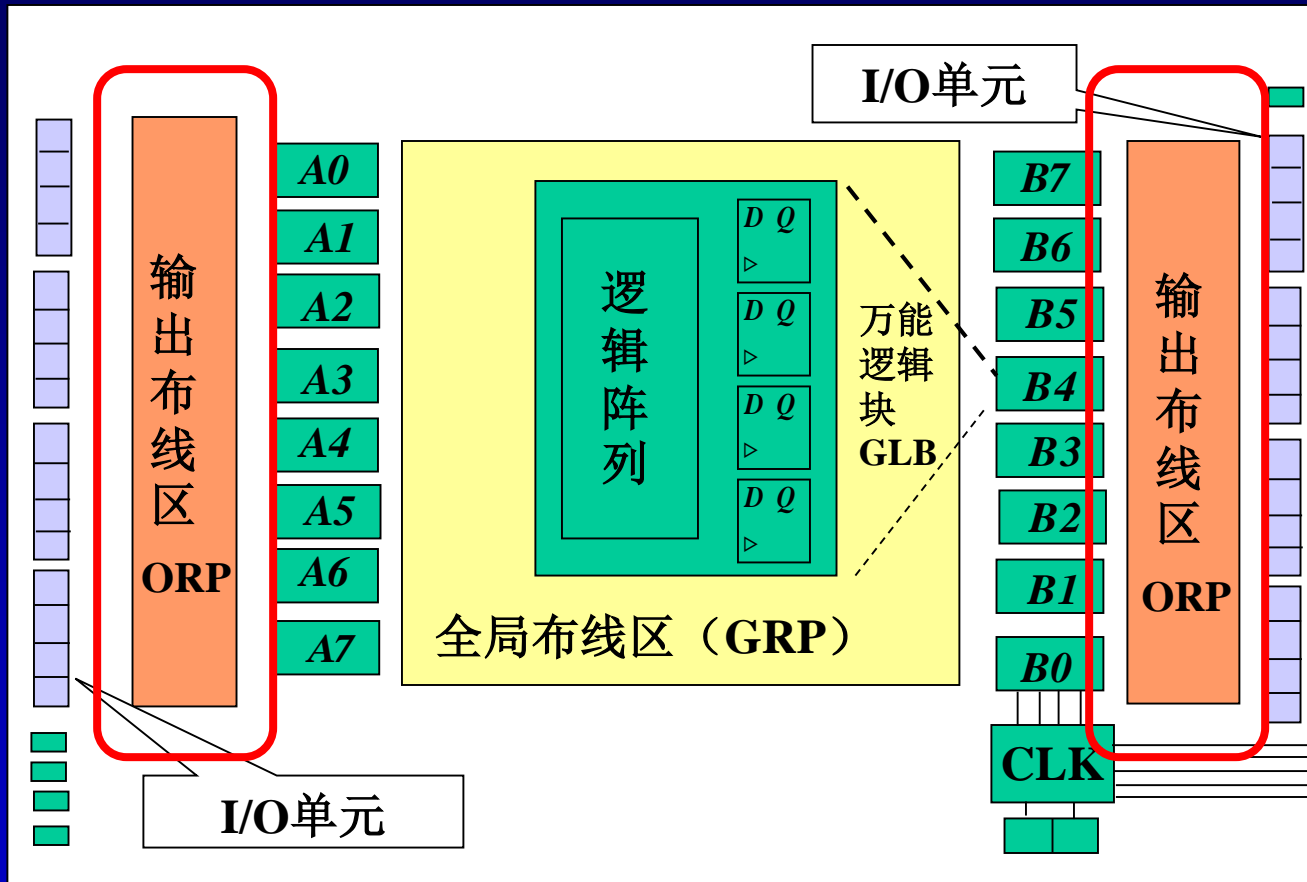 I/O单元
输出布线区
ORP
A0
A1
A2
A3
A4
A5
A6
A7
逻辑阵列
D Q
D Q
D Q
D Q
万能
逻辑
块
GLB
全局布线区（GRP）
B7
B6
B5
B4
B3
B2
B1
B0
CLK
输出布线区
ORP
I/O单元